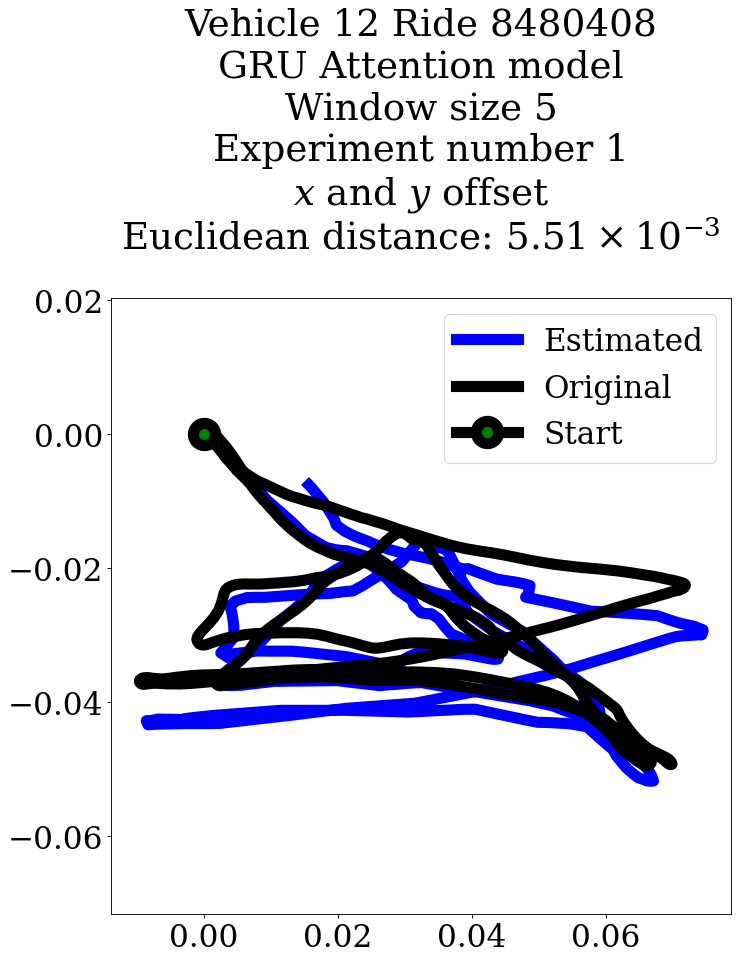 Vehicle 12 Ride 8480408
GRU Attention model
Window size 5
Experiment number 1
x and y offset
Euclidean distance: 5.51 × 10⁻³
0.02
0.00
−0.02
−0.04
−0.06
Estimated
Original
Start
0.00 0.02 0.04 0.06